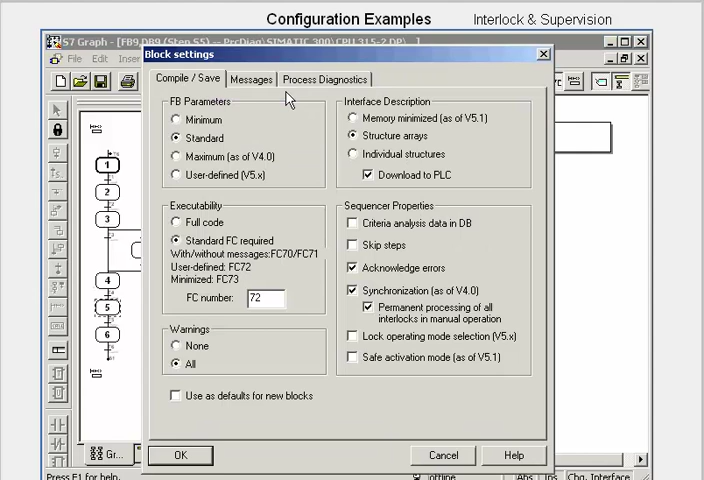 Configuration Examples Interlock & Supervision
S7 Graph - FB9,DB9 (Step S5) -- PrcDiag\SIMATIC 300\CPU 315-2 DP\...
File Edit Inser
Block settings
Compile / Save Messages Process Diagnostics
FB Parameters
Minimum
Standard
Maximum (as of V4.0)
User-defined (V5.x)
Interface Description
Memory minimized (as of V5.1)
Structure arrays
Individual structures
Download to PLC
Executability
Full code
Standard FC required
With/without messages:FC70/FC71
User-defined: FC72
Minimized: FC73
FC number: 72
Sequencer Properties
Criteria analysis data in DB
Skip steps
Acknowledge errors
Synchronization (as of V4.0)
Permanent processing of all
interlocks in manual operation
Lock operating mode selection (V5.x)
Safe activation mode (as of V5.1)
Warnings
None
All
Use as defaults for new blocks
OK Cancel Help
1
2
3
4
5
6
Gr...
Press F1 for help. offline Abs Ins Chg. Interface